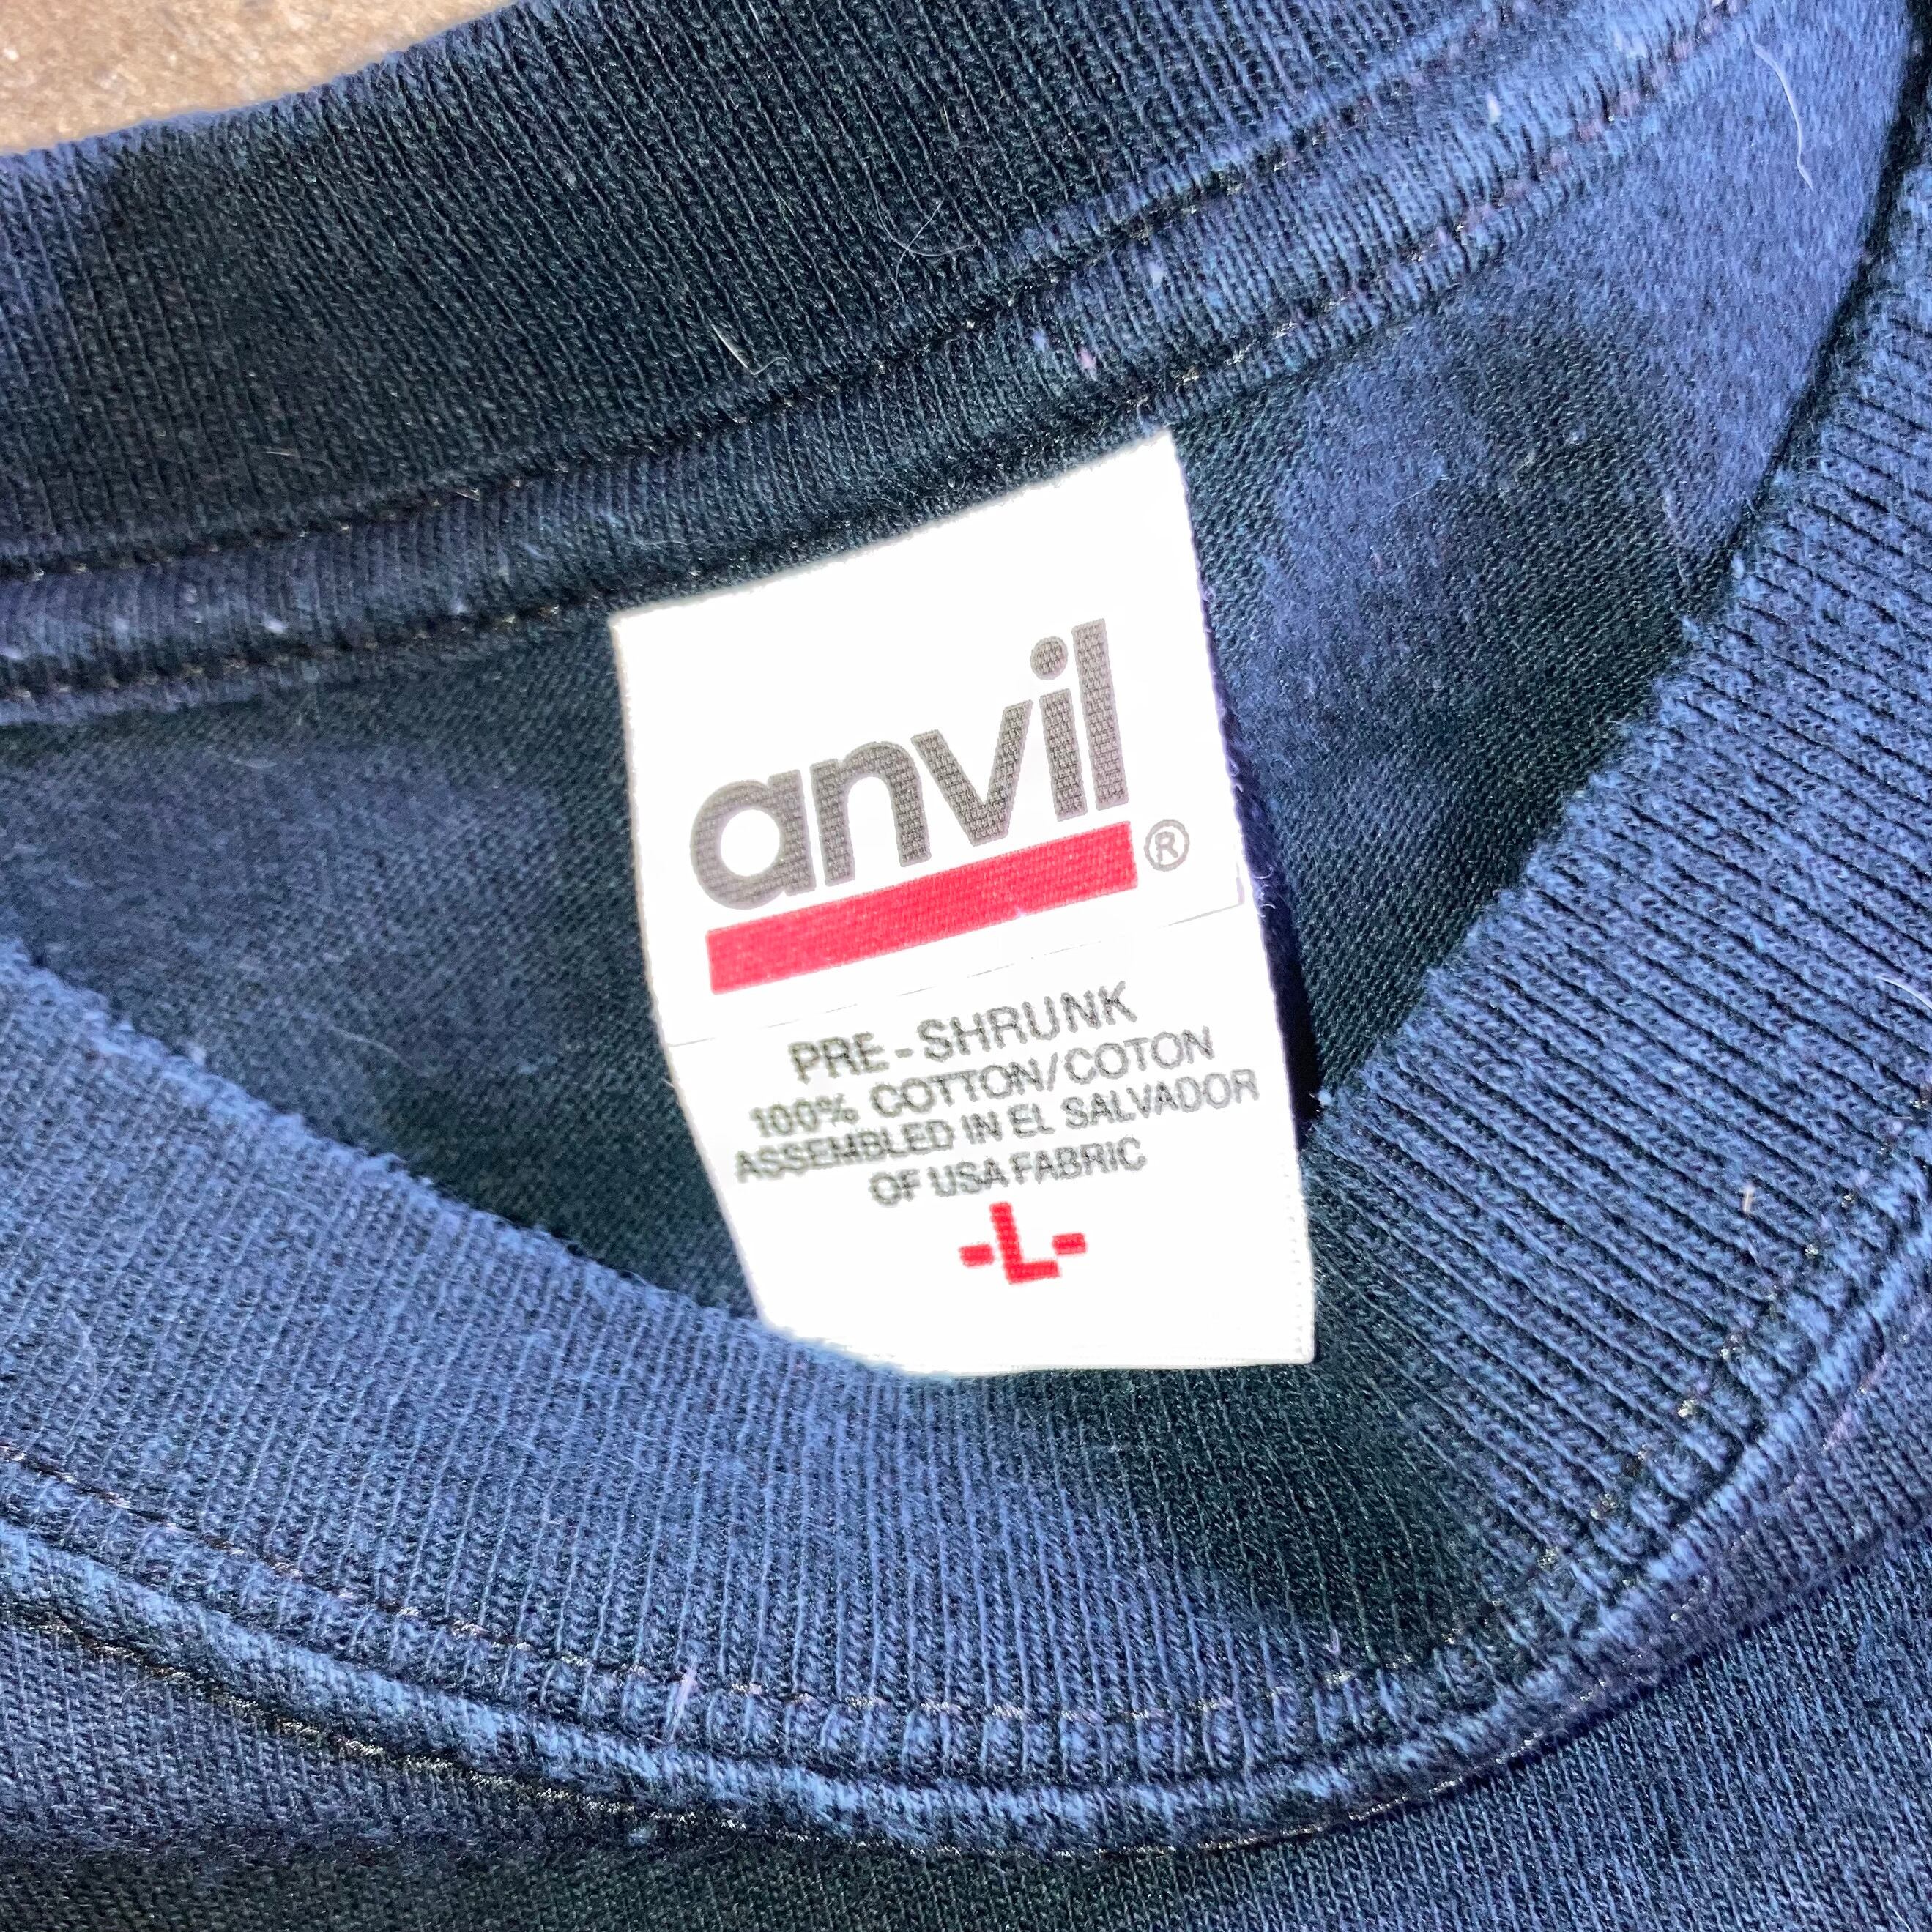 anvil®
PRE-SHRUNK
100% COTTON/COTON
ASSEMBLED IN EL SALVADOR
OF USA FABRIC
-L-